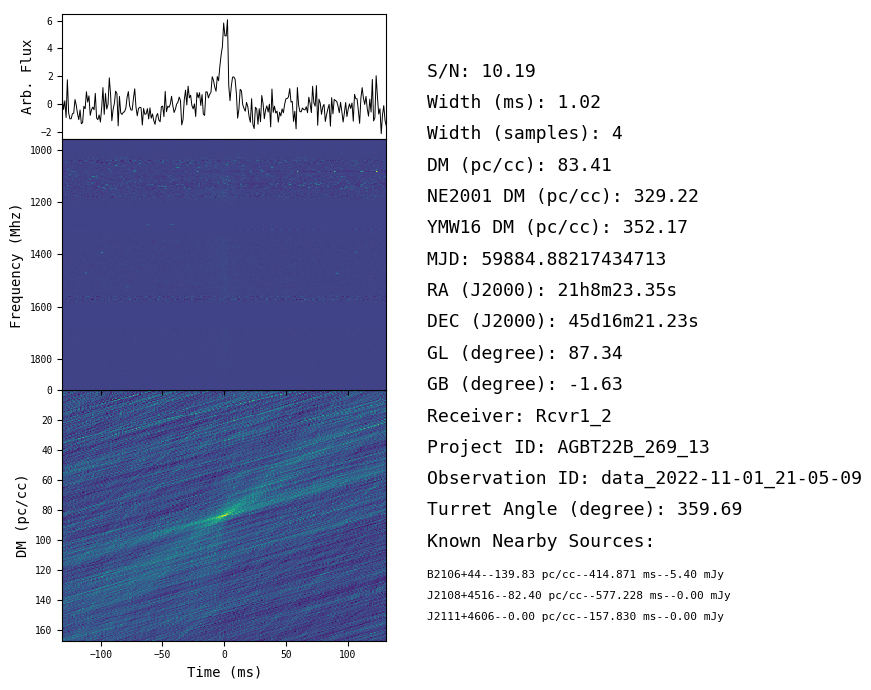 6
4
2
0
−2
Arb. Flux
1000
1200
1400
1600
1800
Frequency (Mhz)
0
20
40
60
80
100
120
140
160
DM (pc/cc)
−100
−50
0
50
100
Time (ms)
S/N: 10.19
Width (ms): 1.02
Width (samples): 4
DM (pc/cc): 83.41
NE2001 DM (pc/cc): 329.22
YMW16 DM (pc/cc): 352.17
MJD: 59884.88217434713
RA (J2000): 21h8m23.35s
DEC (J2000): 45d16m21.23s
GL (degree): 87.34
GB (degree): -1.63
Receiver: Rcvr1_2
Project ID: AGBT22B_269_13
Observation ID: data_2022-11-01_21-05-09
Turret Angle (degree): 359.69
Known Nearby Sources:
B2106+44--139.83 pc/cc--414.871 ms--5.40 mJy
J2108+4516--82.40 pc/cc--577.228 ms--0.00 mJy
J2111+4606--0.00 pc/cc--157.830 ms--0.00 mJy